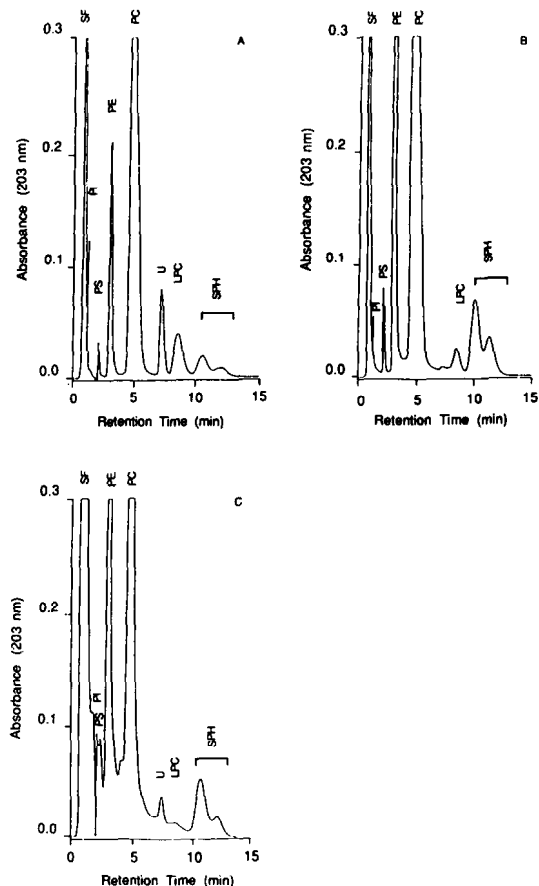 SF
PI
PS
PE
PC
U
LPC
SPH
A
0.3
0.2
0.1
0.0
Absorbance (203 nm)
0
5
10
15
Retention Time (min)
SF
PI
PS
PE
PC
LPC
SPH
B
0.3
0.2
0.1
0.0
Absorbance (203 nm)
0
5
10
15
Retention Time (min)
SF
PS
PI
PE
PC
U
LPC
SPH
C
0.3
0.2
0.1
0.0
Absorbance (203 nm)
0
5
10
15
Retention Time (min)